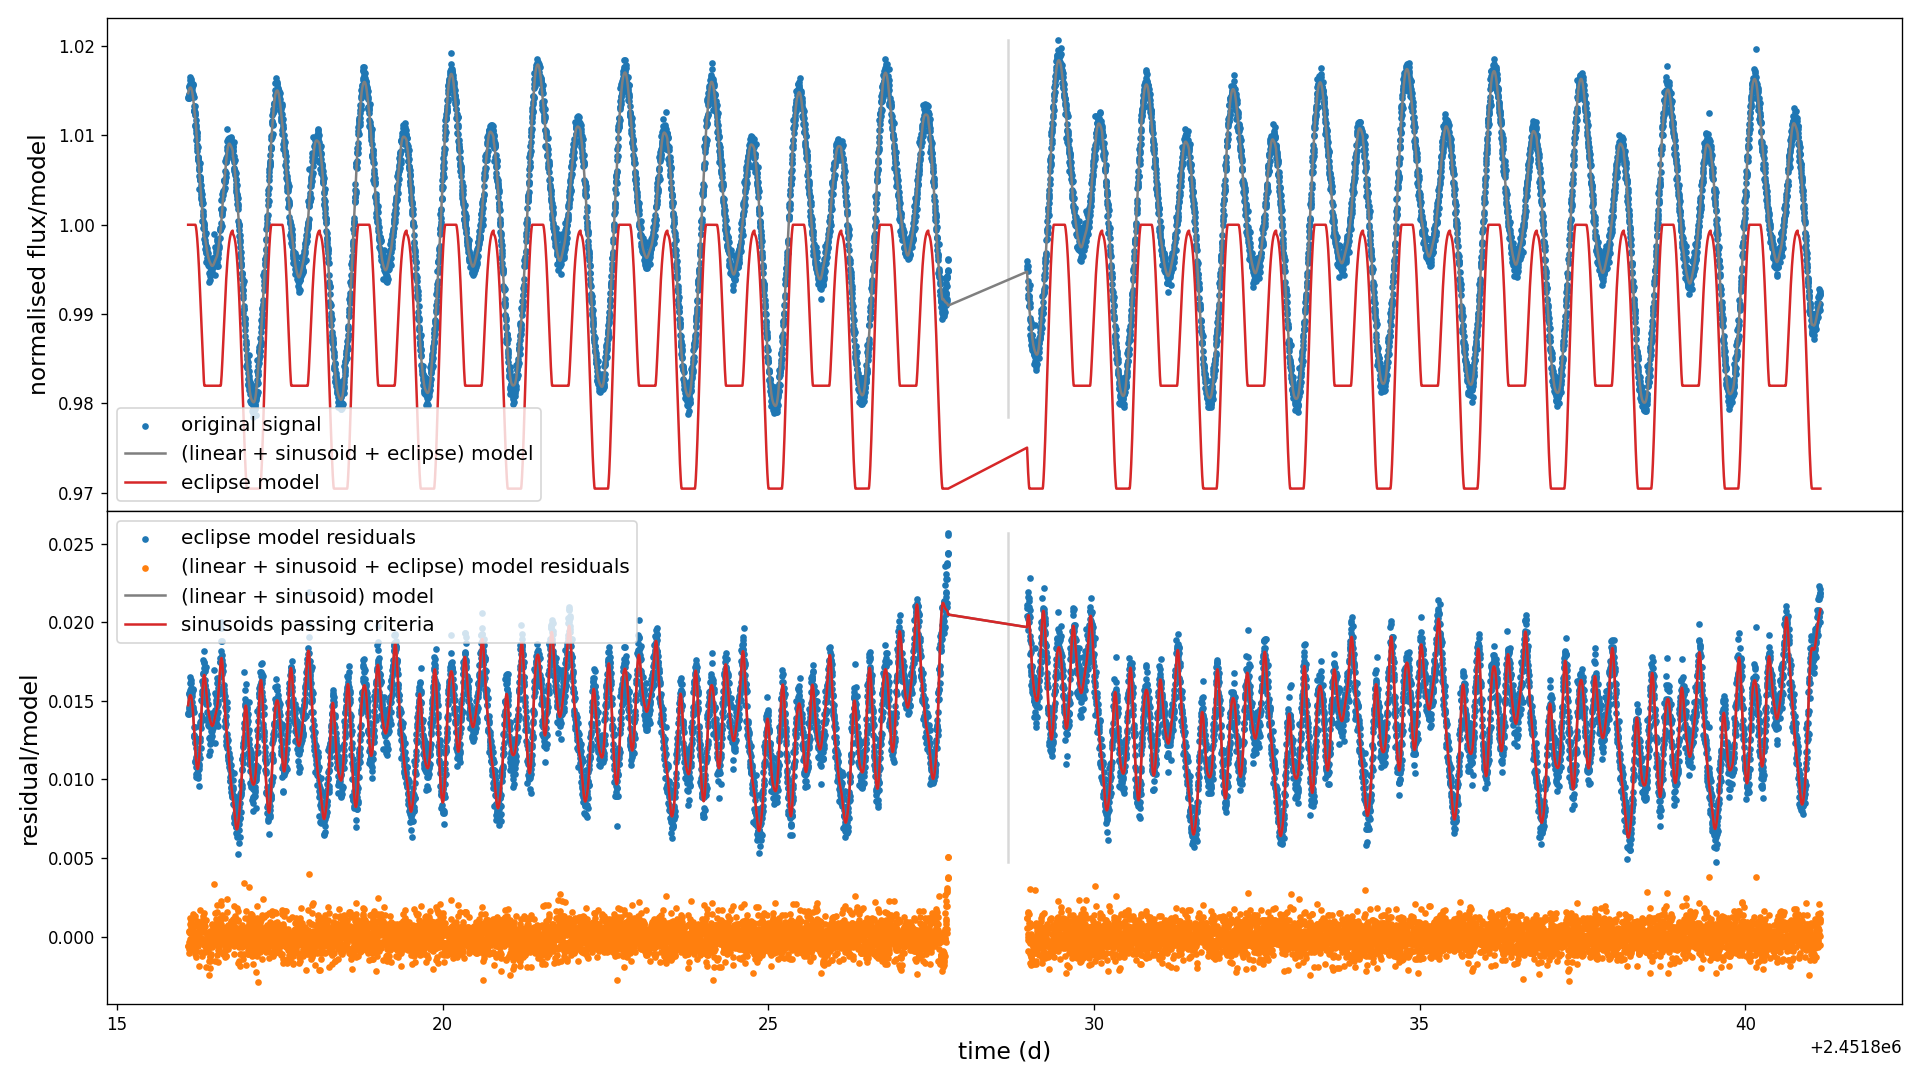 normalised flux/model
1.02
1.01
1.00
0.99
0.98
0.97
original signal
(linear + sinusoid + eclipse) model
eclipse model
residual/model
0.025
0.020
0.015
0.010
0.005
0.000
eclipse model residuals
(linear + sinusoid + eclipse) model residuals
(linear + sinusoid) model
sinusoids passing criteria
15 20 25 30 35 40
time (d)
+2.4518e6